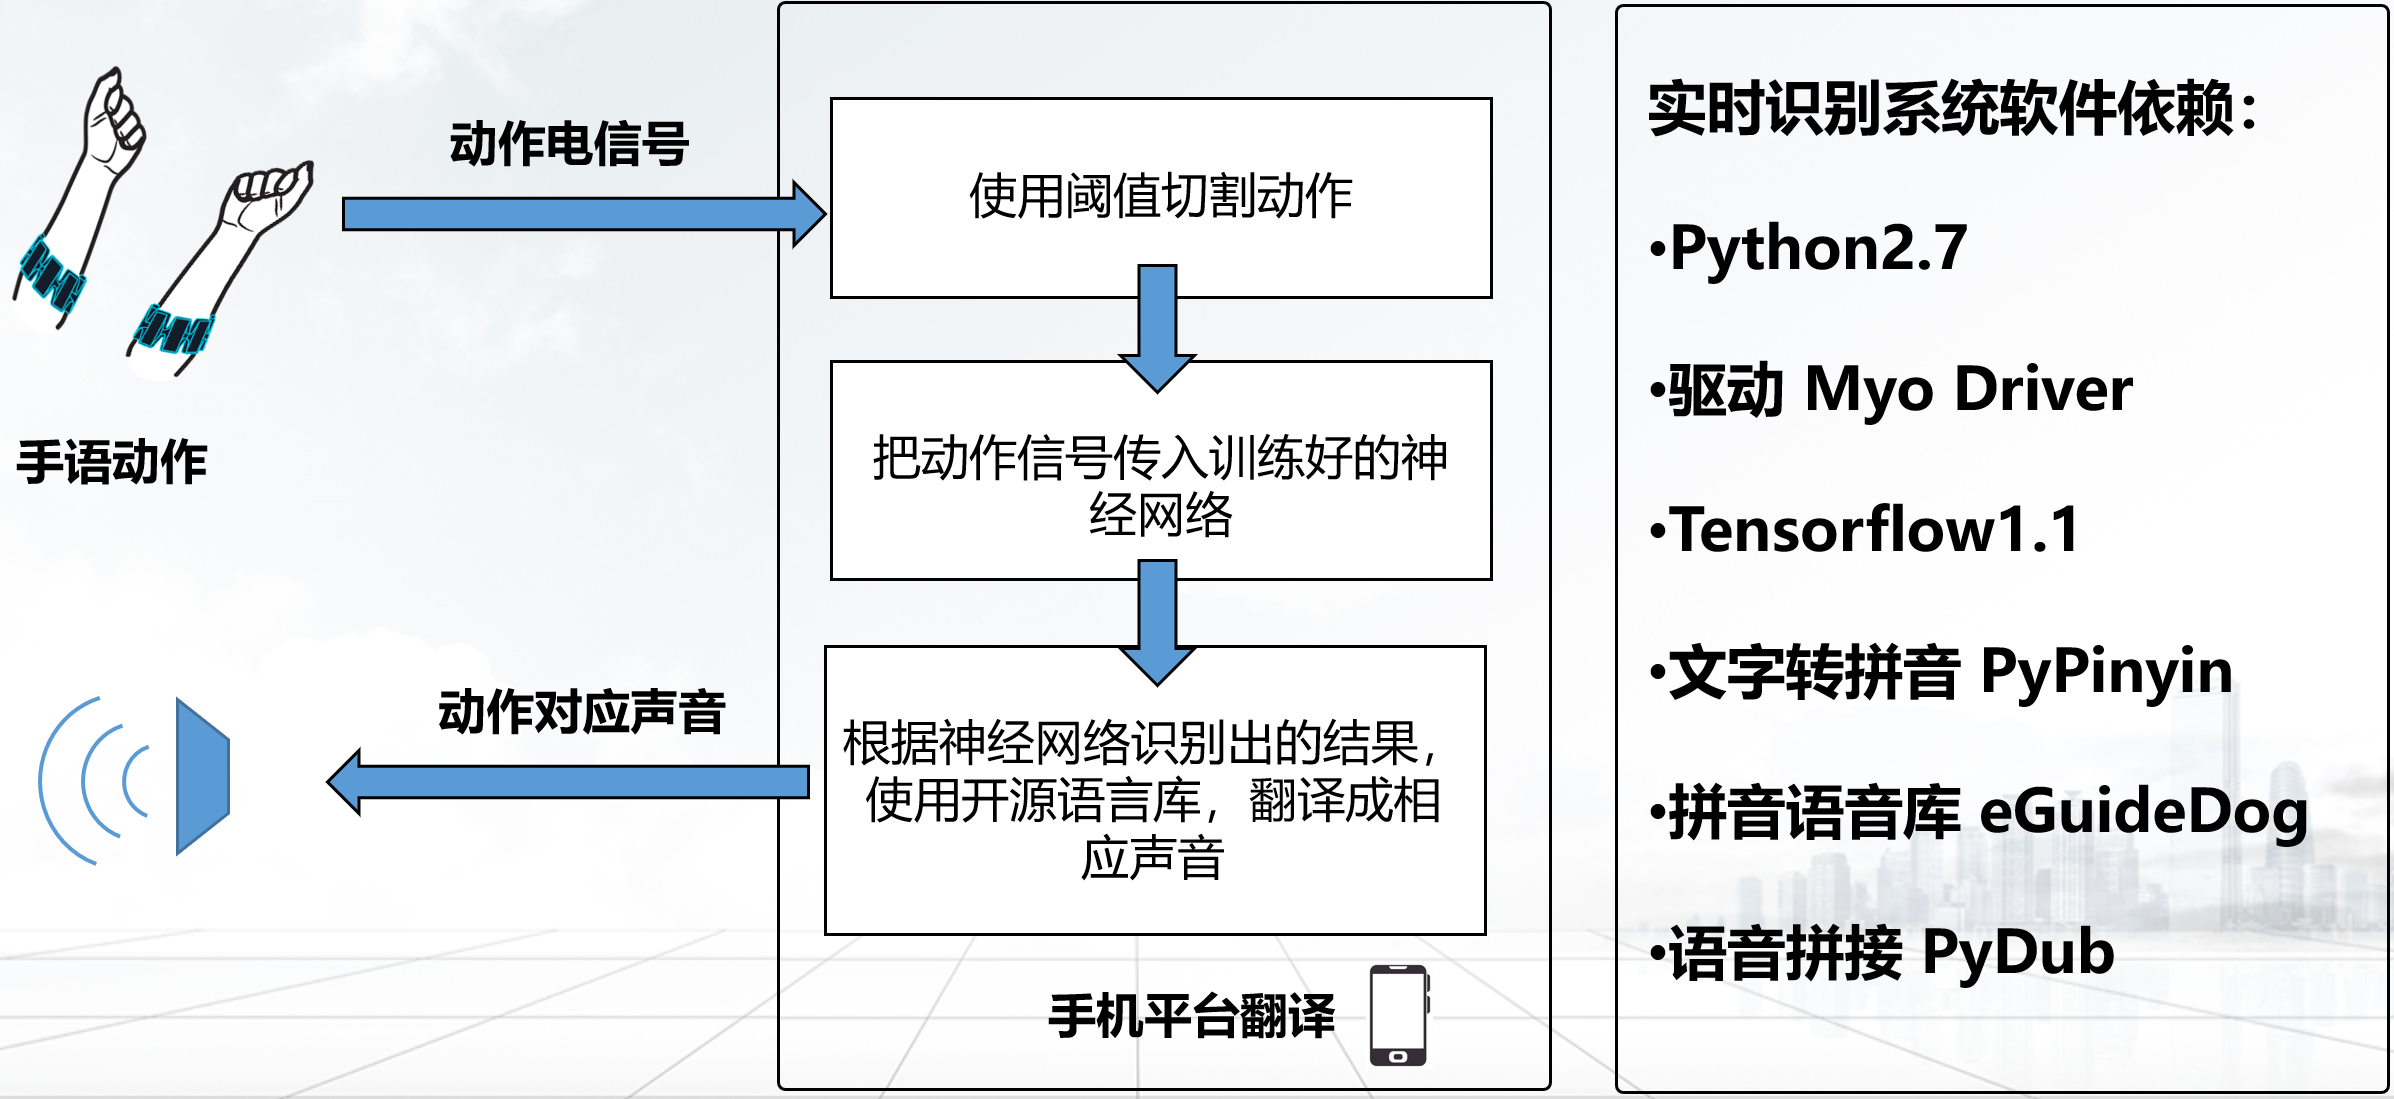 手语动作
动作电信号
使用阈值切割动作
把动作信号传入训练好的神
经网络
根据神经网络识别出的结果，
使用开源语言库，翻译成相
应声音
动作对应声音
手机平台翻译
实时识别系统软件依赖：
•Python2.7
•驱动 Myo Driver
•Tensorflow1.1
•文字转拼音 PyPinyin
•拼音语音库 eGuideDog
•语音拼接 PyDub